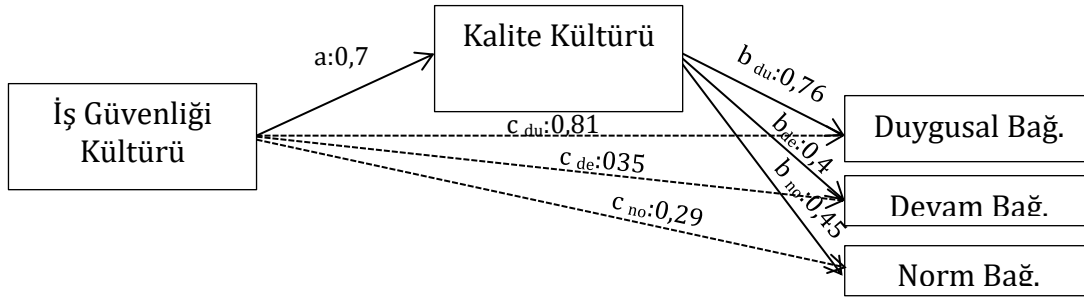 Kalite Kültürü
a:0,7
İş Güvenliği
Kültürü
b du:0,76
c du:0,81
b de:0,4
Duygusal Bağ.
c de:035
b no:0,45
Devam Bağ.
c no:0,29
Norm Bağ.